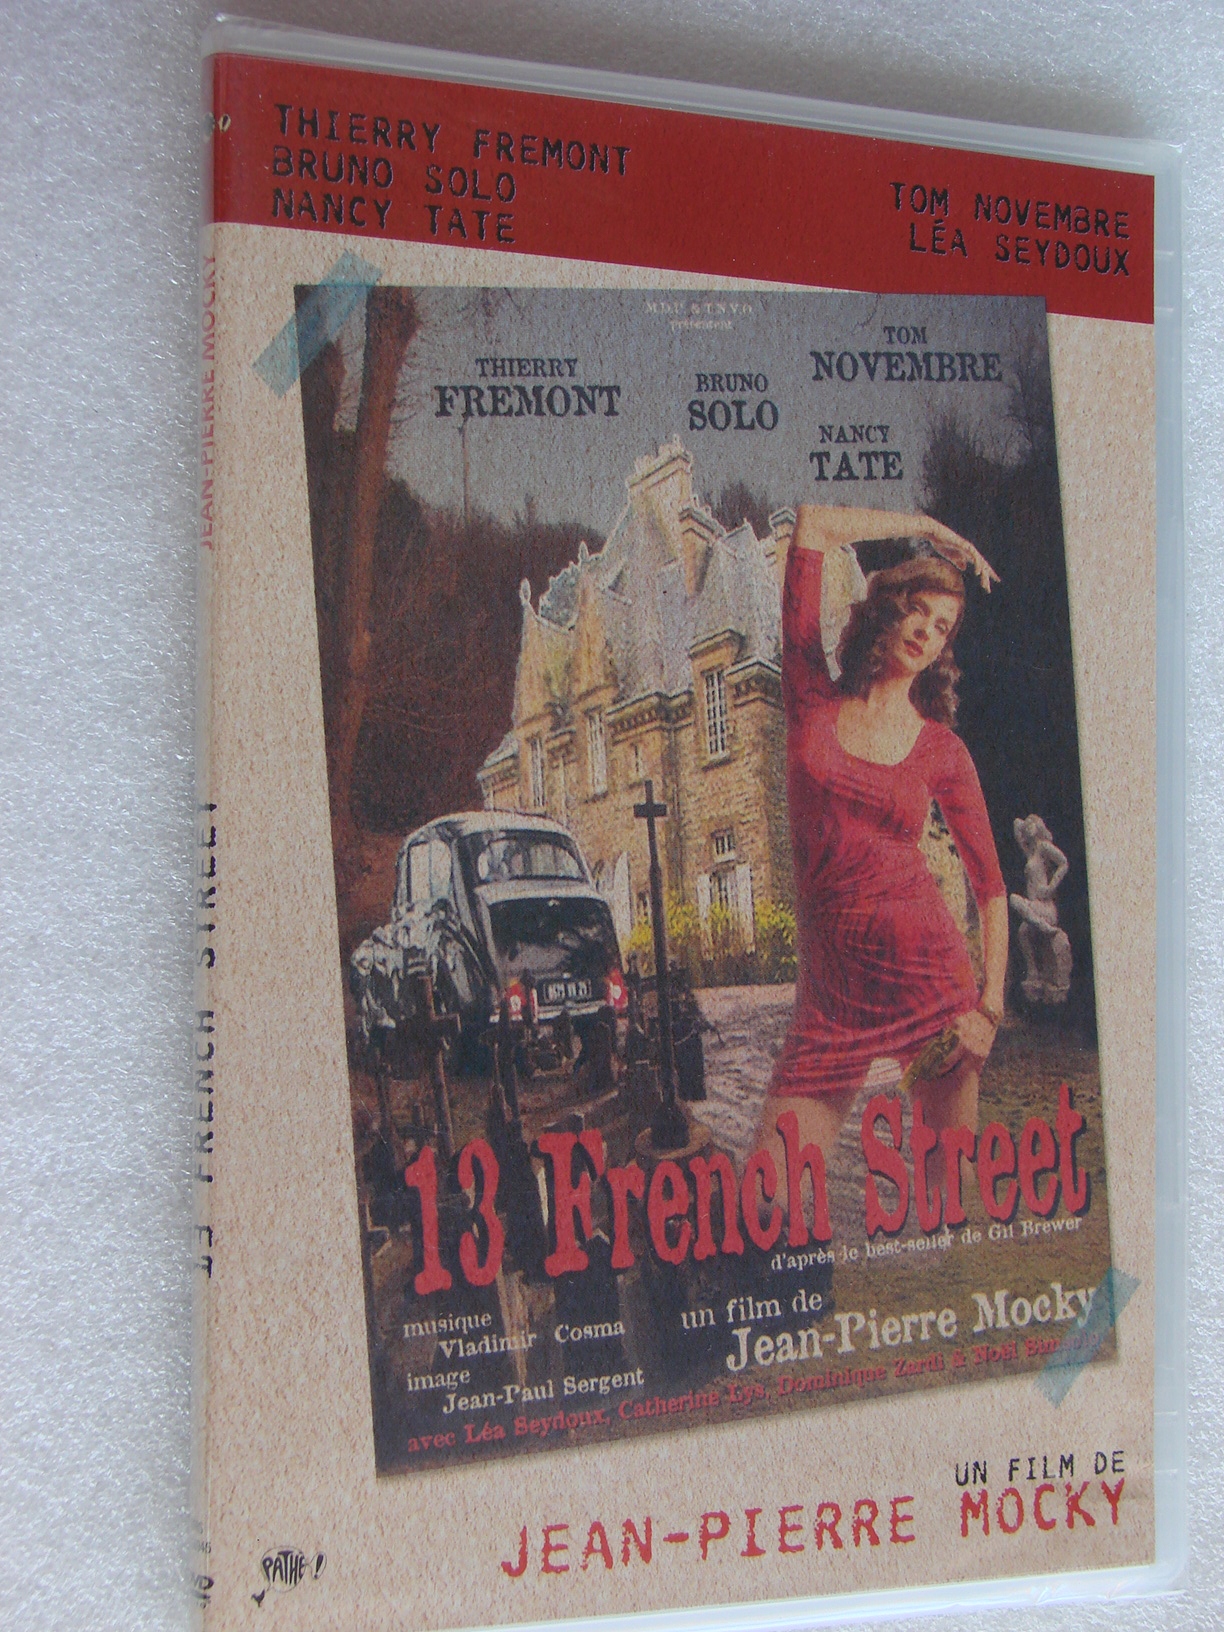 THIERRY FREMONT
BRUNO SOLO
NANCY TATE
TOM NOVEMBRE
LÉA SEYDOUX
JEAN-PIERRE MOCKY
13 FRENCH STREET
M.D.C. & I.N.V.O.
présentent
THIERRY
FREMONT
BRUNO
SOLO
TOM
NOVEMBRE
NANCY
TATE
13 French Street
d'après le best-seller de Gil Brewer
musique
Vladimir Cosma
image
Jean-Paul Sergent
un film de
Jean-Pierre Mocky
avec Léa Seydoux, Catherine Lys, Dominique Zardi & Noël
UN FILM DE
JEAN-PIERRE MOCKY
PATHE!